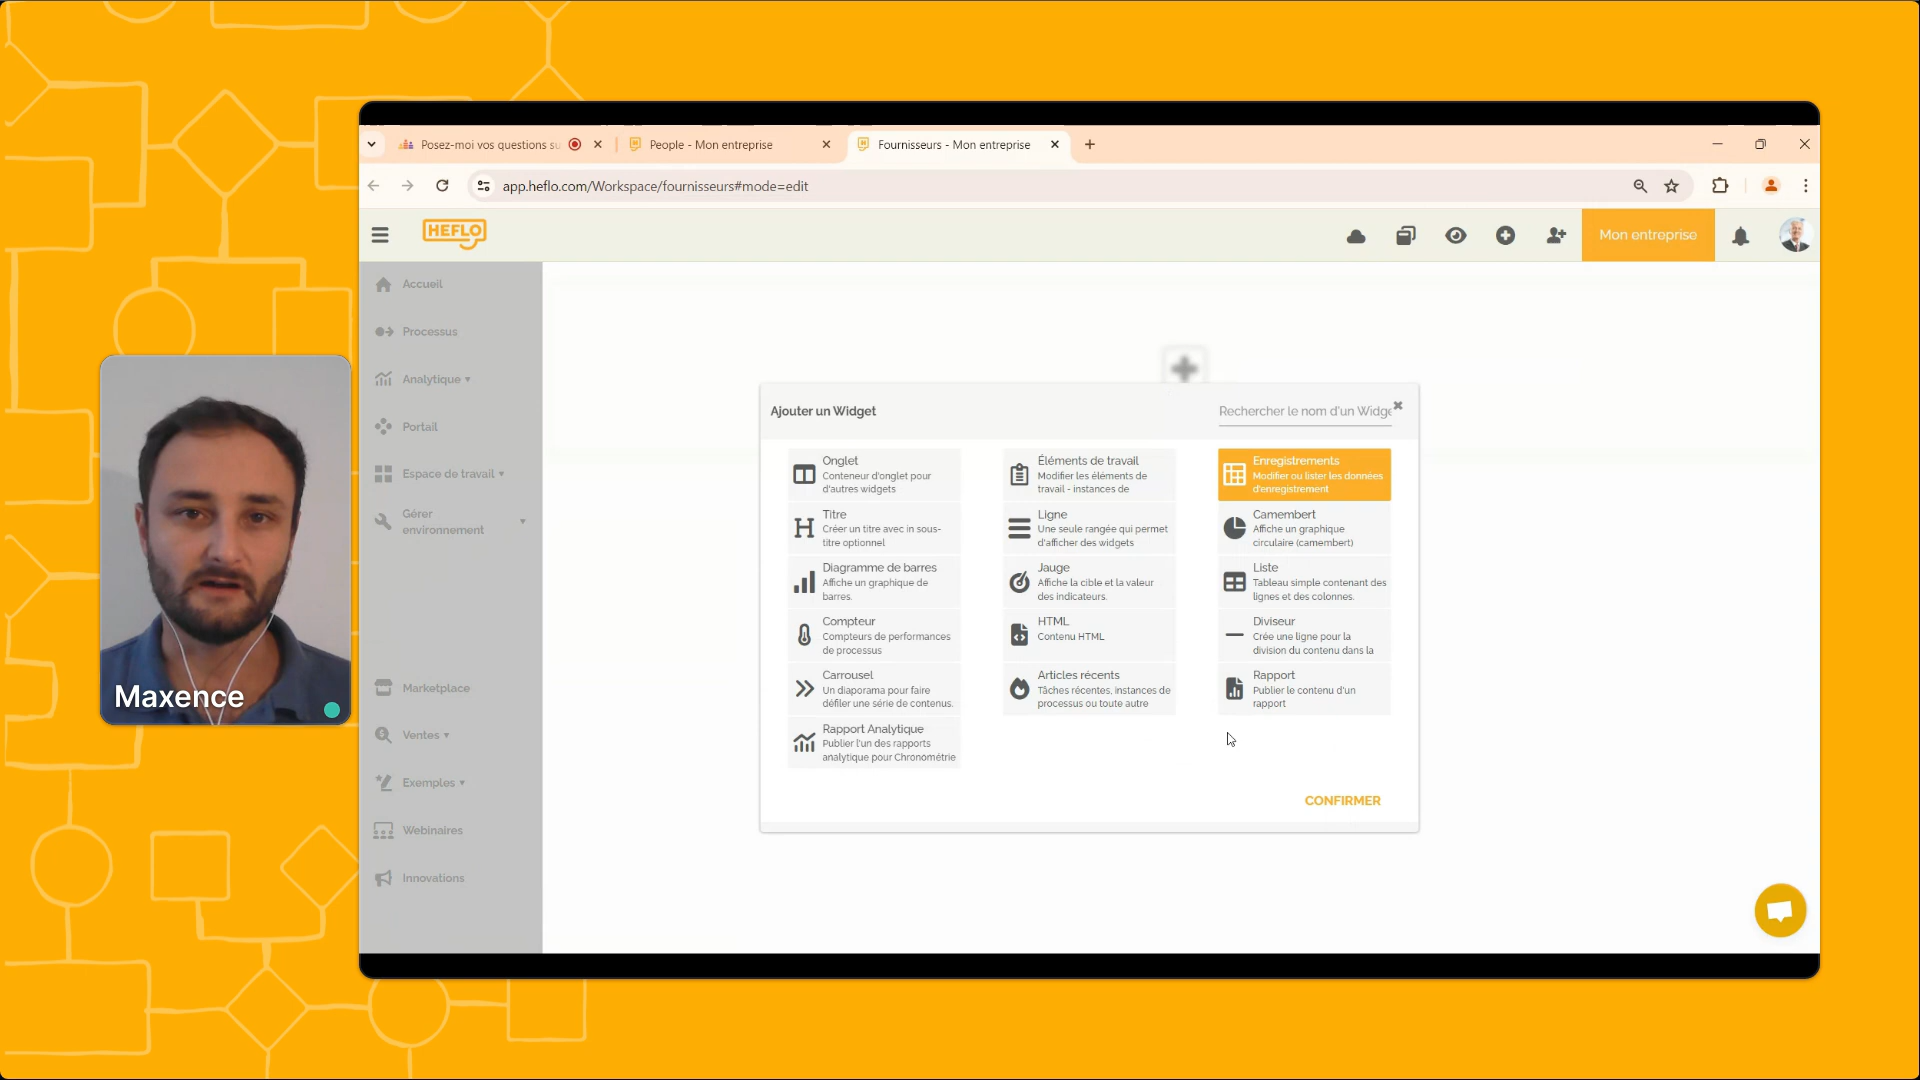 Posez-moi vos questions su
People - Mon entreprise
Fournisseurs - Mon entreprise
app.heflo.com/Workspace/fournisseurs#mode=edit
HEFLO
Mon entreprise
Accueil
Processus
Analytique
Portail
Espace de travail
Gérer
environnement
Marketplace
Ventes
Exemples
Webinaires
Innovations
Maxence
Ajouter un Widget
Rechercher le nom d'un Widge
Onglet
Conteneur d'onglet pour
d'autres widgets
Éléments de travail
Modifier les éléments de
travail - instances de
Enregistrements
Modifier ou lister les données
d'enregistrement
Titre
Créer un titre avec in sous-
titre optionnel
Ligne
Une seule rangée qui permet
d'afficher des widgets
Camembert
Affiche un graphique
circulaire (camembert)
Diagramme de barres
Affiche un graphique de
barres.
Jauge
Affiche la cible et la valeur
des indicateurs.
Liste
Tableau simple contenant des
lignes et des colonnes.
Compteur
Compteurs de performances
de processus
HTML
Contenu HTML
Diviseur
Crée une ligne pour la
division du contenu dans la
Carrousel
Un diaporama pour faire
défiler une série de contenus.
Articles récents
Tâches récentes, instances de
processus ou toute autre
Rapport
Publier le contenu d'un
rapport
Rapport Analytique
Publier l'un des rapports
analytique pour Chronométrie
CONFIRMER